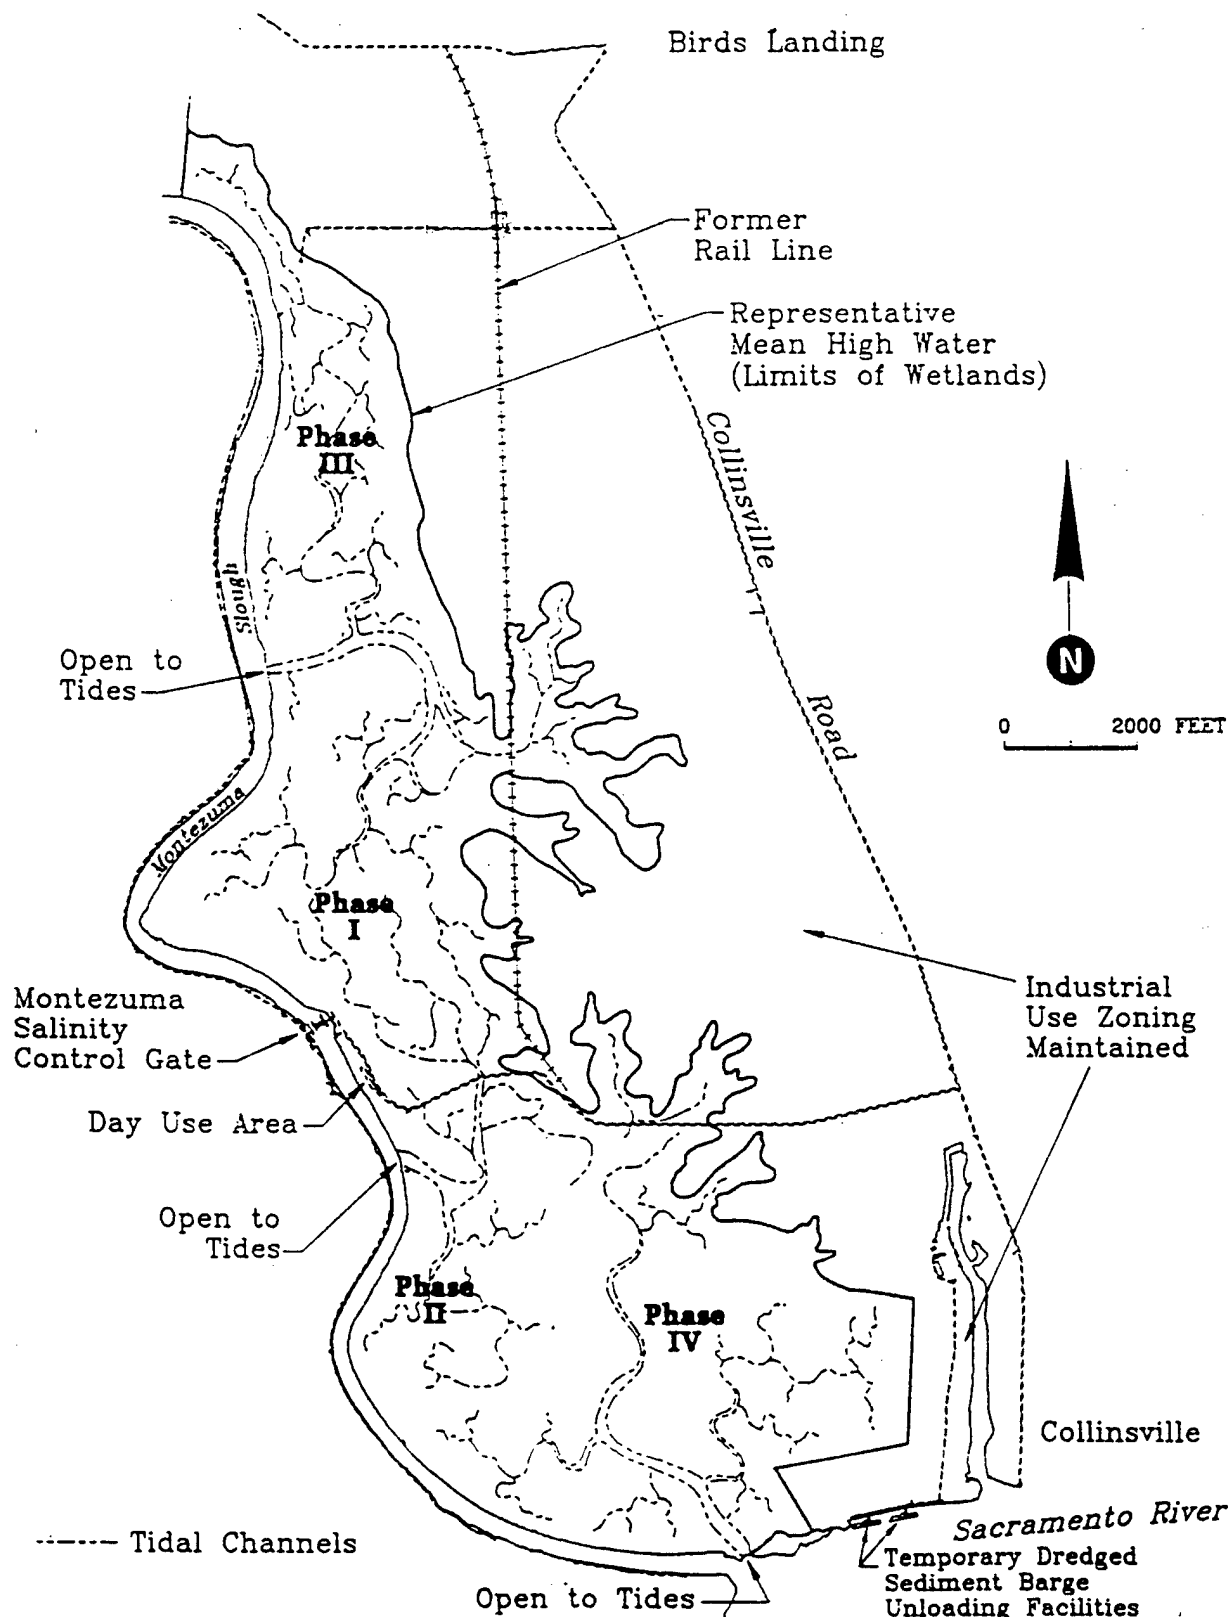 Birds Landing
Former
Rail Line
Representative
Mean High Water
(Limits of Wetlands)
Collinsville
Road
Phase
III
Slough
Open to
Tides
N
0 2000 FEET
Montezuma
Phase
I
Montezuma
Salinity
Control Gate
Industrial
Use Zoning
Maintained
Day Use Area
Open to
Tides
Phase
II
Phase
IV
Collinsville
Sacramento River
Tidal Channels
Temporary Dredged
Sediment Barge
Unloading Facilities
Open to Tides